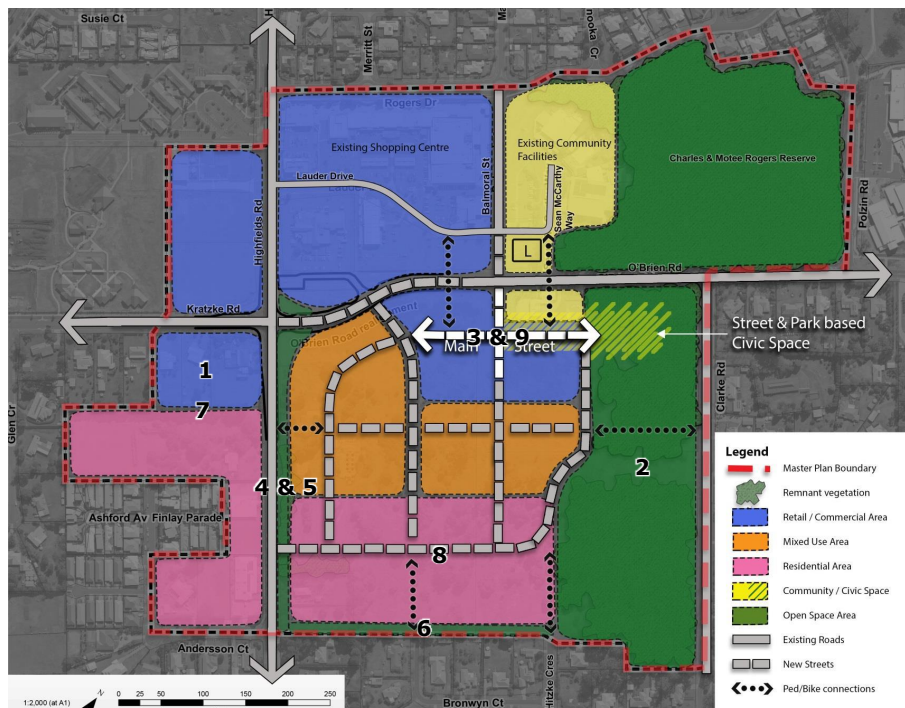 Susie Ct
Merritt St
Rogers Dr
Existing Shopping Centre
Existing Community
Facilities
Charles & Motee Rogers Reserve
Lauder Drive
Balmoral St
Sean McCarthy
Way
Polzin Rd
Highfields Rd
L
O'Brien Rd
Kratzke Rd
O'Brien Road realignment
3 & 9
Main Street
Street & Park based
Civic Space
1
7
Glen Cr
Clarke Rd
2
4 & 5
Ashford Av Finlay Parade
8
6
Andersson Ct
Hitzke Cres
Bronwyn Ct
Legend
Master Plan Boundary
Remnant vegetation
Retail / Commercial Area
Mixed Use Area
Residential Area
Community / Civic Space
Open Space Area
Existing Roads
New Streets
Ped/Bike connections
1:2,000 (at A1)
N
0 25 50 100 150 200 250